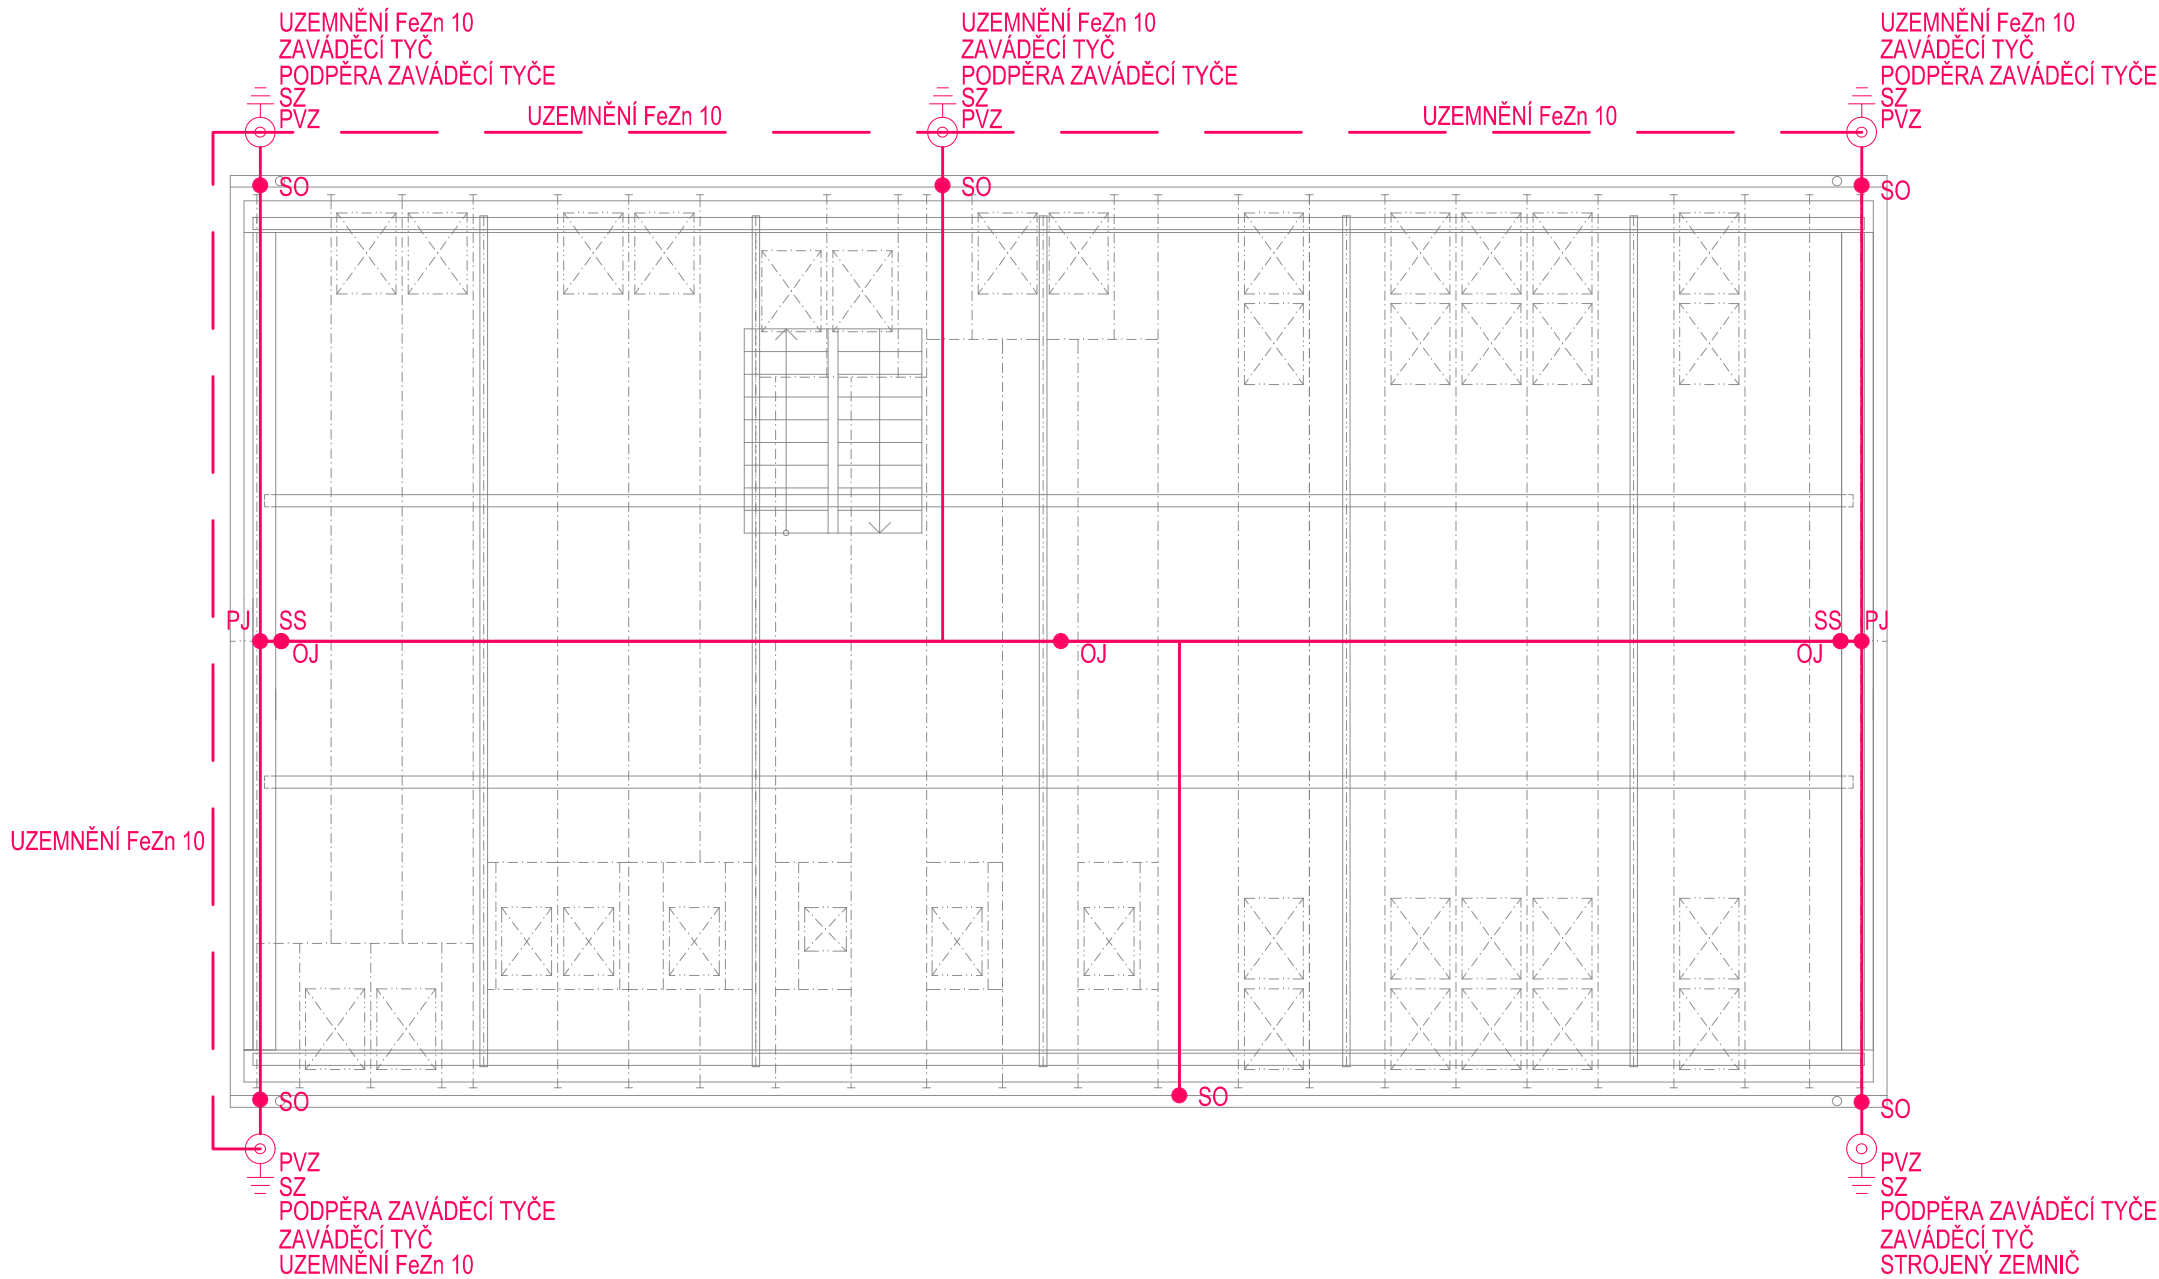 UZEMNĚNÍ FeZn 10
ZAVÁDĚCÍ TYČ
PODPĚRA ZAVÁDĚCÍ TYČE
SZ
PVZ
UZEMNĚNÍ FeZn 10
UZEMNĚNÍ FeZn 10
ZAVÁDĚCÍ TYČ
PODPĚRA ZAVÁDĚCÍ TYČE
SZ
PVZ
UZEMNĚNÍ FeZn 10
UZEMNĚNÍ FeZn 10
ZAVÁDĚCÍ TYČ
PODPĚRA ZAVÁDĚCÍ TYČE
SZ
PVZ
SO
SO
SO
PJ
SS
OJ
OJ
SS
PJ
OJ
UZEMNĚNÍ FeZn 10
SO
SO
SO
PVZ
SZ
PODPĚRA ZAVÁDĚCÍ TYČE
ZAVÁDĚCÍ TYČ
UZEMNĚNÍ FeZn 10
PVZ
SZ
PODPĚRA ZAVÁDĚCÍ TYČE
ZAVÁDĚCÍ TYČ
STROJENÝ ZEMNIČ